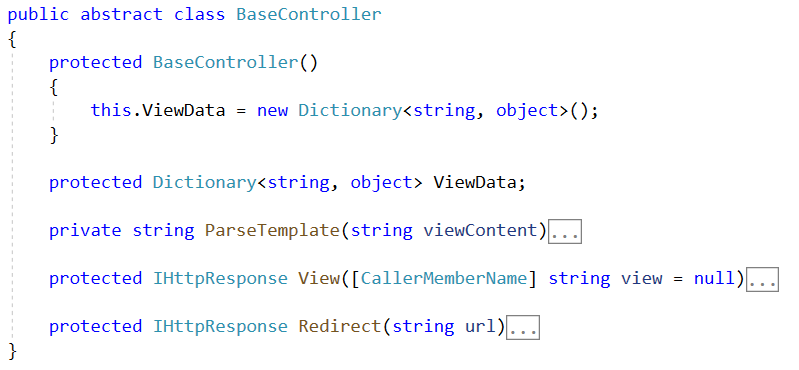 public abstract class BaseController
{
    protected BaseController()
    {
        this.ViewData = new Dictionary<string, object>();
    }
    protected Dictionary<string, object> ViewData;
    private string ParseTemplate(string viewContent)...
    protected IHttpResponse View([CallerMemberName] string view = null)...
    protected IHttpResponse Redirect(string url)...
}